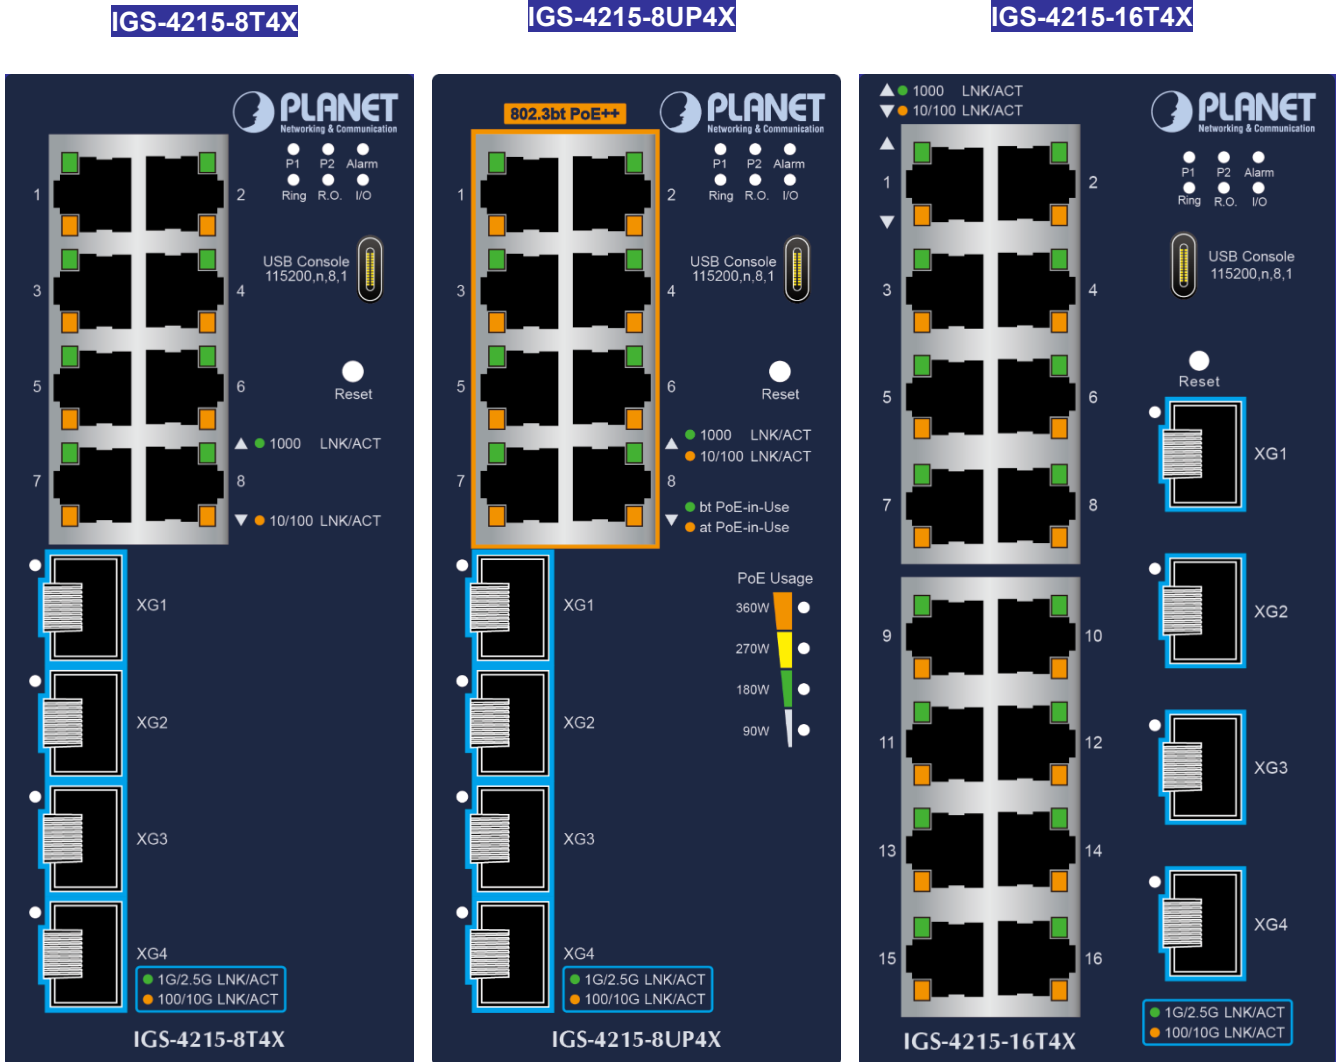 IGS-4215-8T4X
IGS-4215-8UP4X
IGS-4215-16T4X
PLANET
Networking & Communication
P1 P2 Alarm
Ring R.O. I/O
1
2
USB Console
115200,n,8,1
3
4
5
6
Reset
1000 LNK/ACT
7
8
10/100 LNK/ACT
XG1
XG2
XG3
XG4
1G/2.5G LNK/ACT
100/10G LNK/ACT
IGS-4215-8T4X
802.3bt PoE++
PLANET
Networking & Communication
P1 P2 Alarm
Ring R.O. I/O
1
2
USB Console
115200,n,8,1
3
4
5
6
Reset
1000 LNK/ACT
10/100 LNK/ACT
7
8
bt PoE-in-Use
at PoE-in-Use
PoE Usage
360W
270W
180W
90W
XG1
XG2
XG3
XG4
1G/2.5G LNK/ACT
100/10G LNK/ACT
IGS-4215-8UP4X
1000 LNK/ACT
10/100 LNK/ACT
PLANET
Networking & Communication
P1 P2 Alarm
Ring R.O. I/O
1
2
USB Console
115200,n,8,1
3
4
Reset
5
6
7
8
9
10
11
12
13
14
15
16
XG1
XG2
XG3
XG4
1G/2.5G LNK/ACT
100/10G LNK/ACT
IGS-4215-16T4X